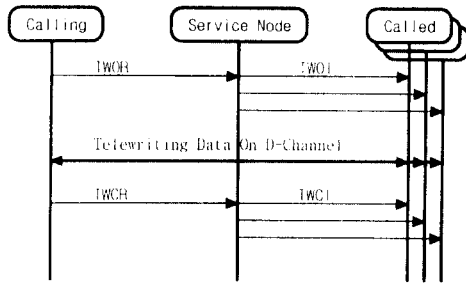 Calling
Service Node
Called
TWOR
TWOI
Telewriting Data On D-Channel
TWCR
TWCI